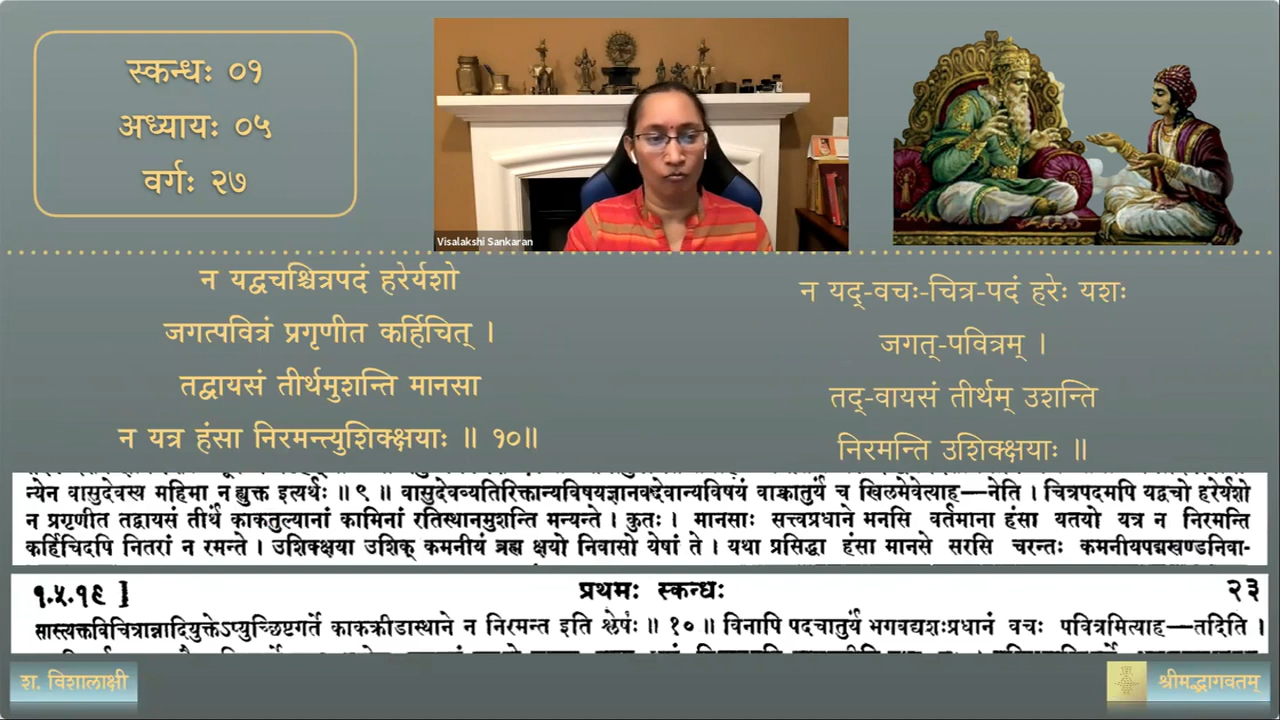 स्कन्धः ०१
अध्यायः ०५
वर्गः २७
Visalakshi Sankaran
न यद्वचश्चित्रपदं हरेर्यशो
जगत्पवित्रं प्रगृणीत कर्हिचित् ।
तद्वायसं तीर्थमुशन्ति मानसा
न यत्र हंसा निरमन्त्युशिक्क्षयाः ॥ १०॥
न यद्-वचः-चित्र-पदं हरेः यशः
जगत्-पवित्रम् ।
तद्-वायसं तीर्थम् उशन्ति
निरमन्ति उशिक्क्षयाः ॥
न्येन वासुदेवस्य महिमा न ह्युक्त इत्यर्थः ॥ ९ ॥ वासुदेवव्यतिरिक्तान्यविषयज्ञानवदेवान्यविषयं वाक्चातुर्यं च खिलमेवेत्याह—नेति । चित्रपदमपि यद्वचो हरेर्यशो
न प्रगृणीत तद्वायसं तीर्थं काकतुल्यानां कामिनां रतिस्थानमुशन्ति मन्यन्ते । कुतः । मानसाः सत्त्वप्रधाने मनसि वर्तमाना हंसा यतयो यत्र न निरमन्ति
कर्हिचिदपि नितरां न रमन्ते । उशिक्क्षया उशिक् कमनीयं ब्रह्म क्षयो निवासो येषां ते । यथा प्रसिद्धा हंसा मानसे सरसि चरन्तः कमनीयपद्मखण्डनिवा-
१.५.१९ ]
प्रथमः स्कन्धः
२३
सास्त्यक्तविचित्रान्नादियुक्तेऽप्युच्छिष्टगर्ते काकक्रीडास्थाने न निरमन्त इति श्लेषः ॥ १० ॥ विनापि पदचातुर्यं भगवद्यशःप्रधानं वचः पवित्रमित्याह—तदिति ।
श. विशालाक्षी
श्रीमद्भागवतम्